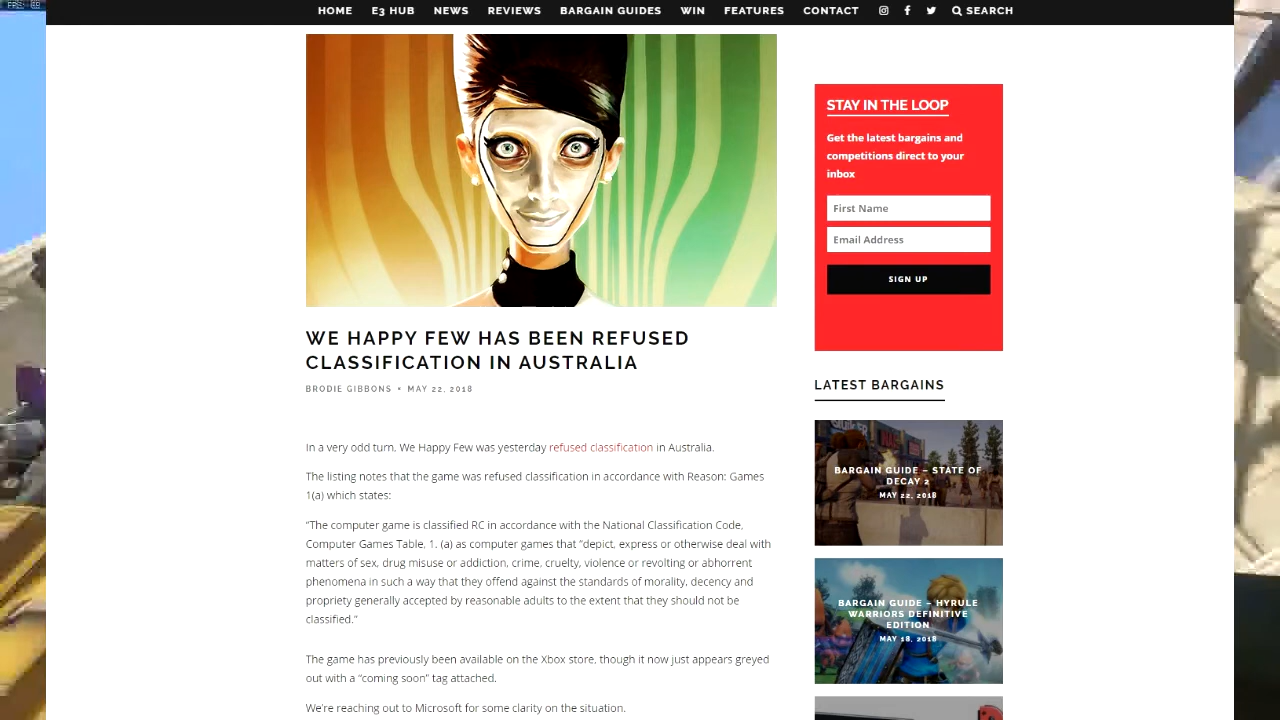 HOME E3 HUB NEWS REVIEWS BARGAIN GUIDES WIN FEATURES CONTACT SEARCH
WE HAPPY FEW HAS BEEN REFUSED
CLASSIFICATION IN AUSTRALIA
BRODIE GIBBONS × MAY 22, 2018
In a very odd turn, We Happy Few was yesterday refused classification in Australia.
The listing notes that the game was refused classification in accordance with Reason: Games
1(a) which states:
“The computer game is classified RC in accordance with the National Classification Code,
Computer Games Table, 1. (a) as computer games that “depict, express or otherwise deal with
matters of sex, drug misuse or addiction, crime, cruelty, violence or revolting or abhorrent
phenomena in such a way that they offend against the standards of morality, decency and
propriety generally accepted by reasonable adults to the extent that they should not be
classified.”
The game has previously been available on the Xbox store, though it now just appears greyed
out with a “coming soon” tag attached.
We’re reaching out to Microsoft for some clarity on the situation.
STAY IN THE LOOP
Get the latest bargains and
competitions direct to your
inbox
First Name
Email Address
SIGN UP
LATEST BARGAINS
BARGAIN GUIDE – STATE OF
DECAY 2
MAY 22, 2018
BARGAIN GUIDE – HYRULE
WARRIORS DEFINITIVE
EDITION
MAY 18, 2018